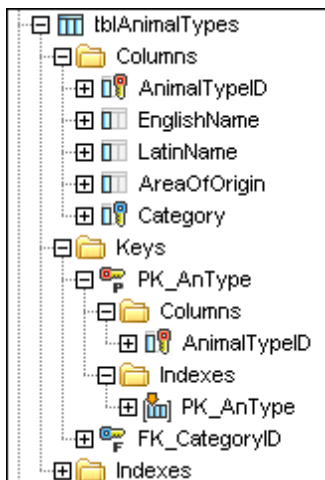 tblAnimalTypes
Columns
AnimalTypeID
EnglishName
LatinName
AreaOfOrigin
Category
Keys
P PK_AnType
Columns
AnimalTypeID
Indexes
PK_AnType
F FK_CategoryID
Indexes